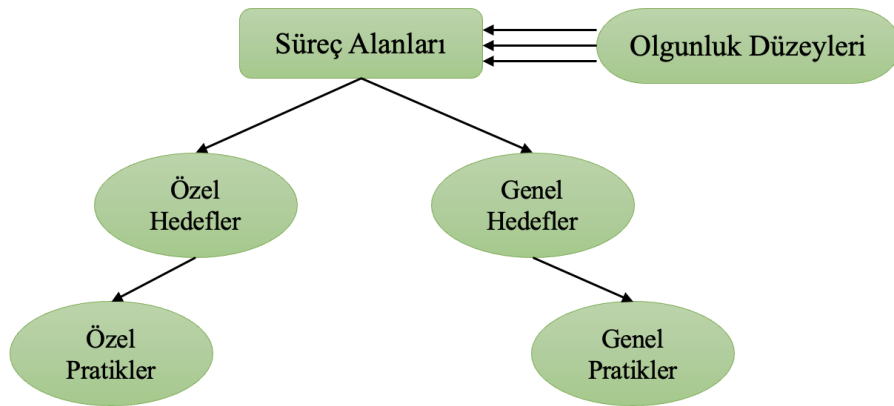 Süreç Alanları
Olgunluk Düzeyleri
Özel
Hedefler
Genel
Hedefler
Özel
Pratikler
Genel
Pratikler